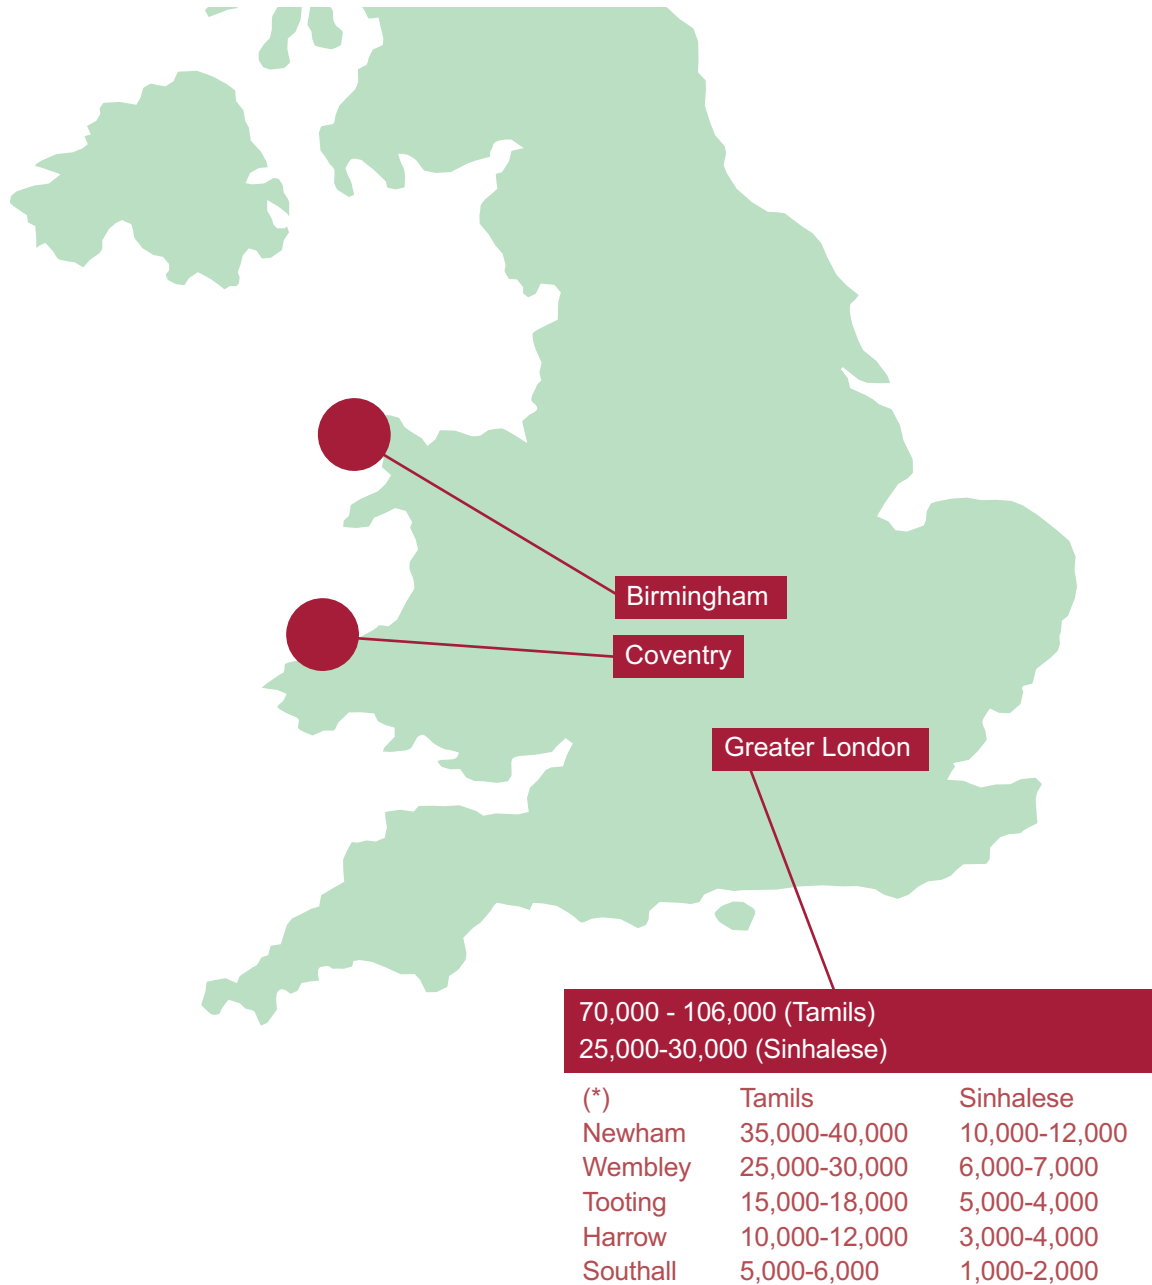 Birmingham
Coventry
Greater London
70,000 - 106,000 (Tamils)
25,000-30,000 (Sinhalese)
(*) Tamils Sinhalese
Newham 35,000-40,000 10,000-12,000
Wembley 25,000-30,000 6,000-7,000
Tooting 15,000-18,000 5,000-4,000
Harrow 10,000-12,000 3,000-4,000
Southall 5,000-6,000 1,000-2,000